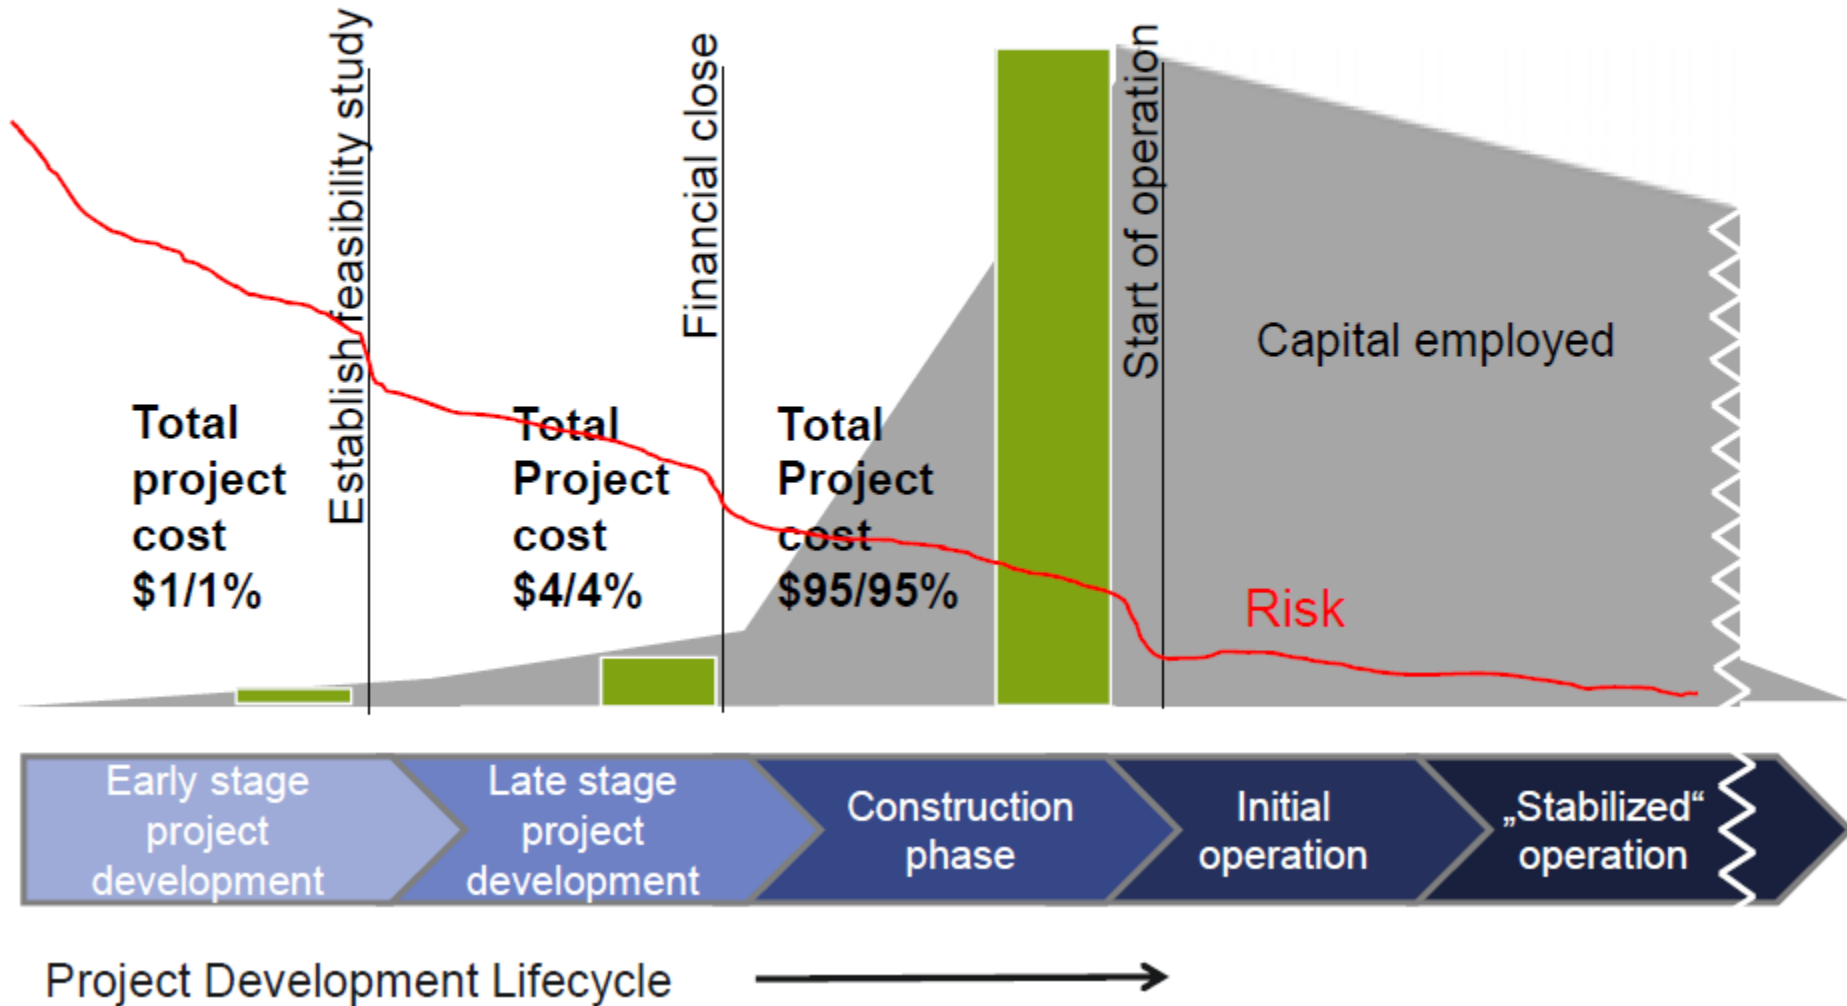 Establish feasibility study
Financial close
Start of operation
Capital employed
Total
project
cost
$1/1%
Total
Project
cost
$4/4%
Total
Project
cost
$95/95%
Risk
Early stage
project
development
Late stage
project
development
Construction
phase
Initial
operation
„Stabilized“
operation
Project Development Lifecycle